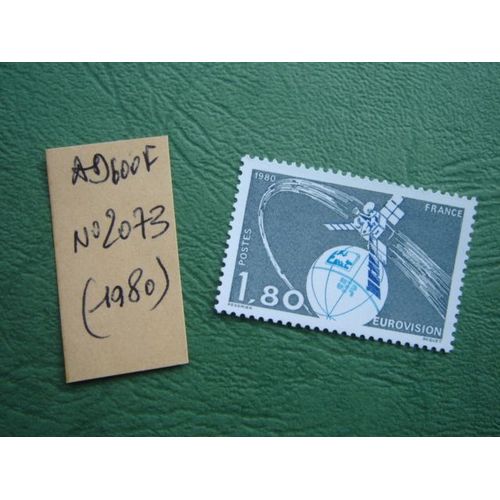 AD600F
N°2073
(1980)
1980
FRANCE
POSTES
1,80
EUROVISION